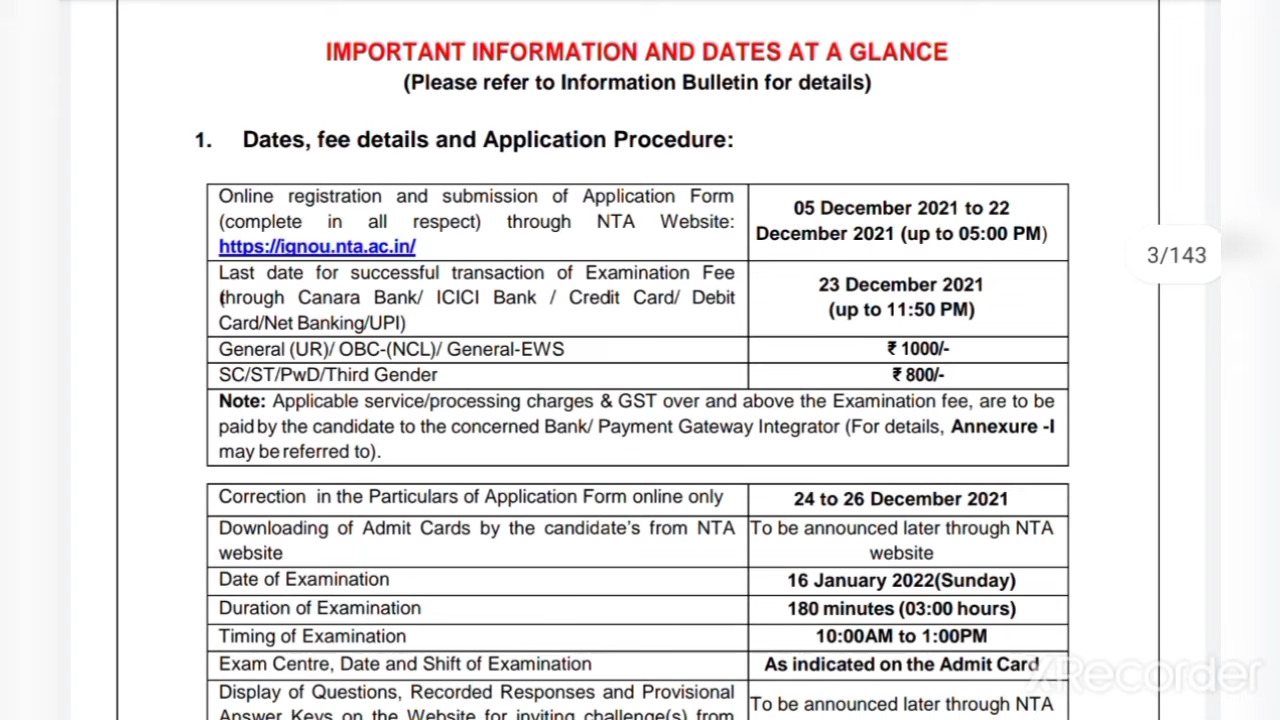 IMPORTANT INFORMATION AND DATES AT A GLANCE
(Please refer to Information Bulletin for details)
1. Dates, fee details and Application Procedure:
Online registration and submission of Application Form
(complete in all respect) through NTA Website:
https://ignou.nta.ac.in/
05 December 2021 to 22
December 2021 (up to 05:00 PM)
3/143
Last date for successful transaction of Examination Fee
(through Canara Bank/ ICICI Bank / Credit Card/ Debit
Card/Net Banking/UPI)
23 December 2021
(up to 11:50 PM)
General (UR)/ OBC-(NCL)/ General-EWS
₹ 1000/-
SC/ST/PwD/Third Gender
₹ 800/-
Note: Applicable service/processing charges & GST over and above the Examination fee, are to be
paid by the candidate to the concerned Bank/ Payment Gateway Integrator (For details, Annexure -I
may be referred to).
Correction in the Particulars of Application Form online only
24 to 26 December 2021
Downloading of Admit Cards by the candidate's from NTA
website
To be announced later through NTA
website
Date of Examination
16 January 2022(Sunday)
Duration of Examination
180 minutes (03:00 hours)
Timing of Examination
10:00AM to 1:00PM
Exam Centre, Date and Shift of Examination
As indicated on the Admit Card
Display of Questions, Recorded Responses and Provisional
Answer Keys on the Website for inviting challenge(s) from
To be announced later through NTA
XRecorder